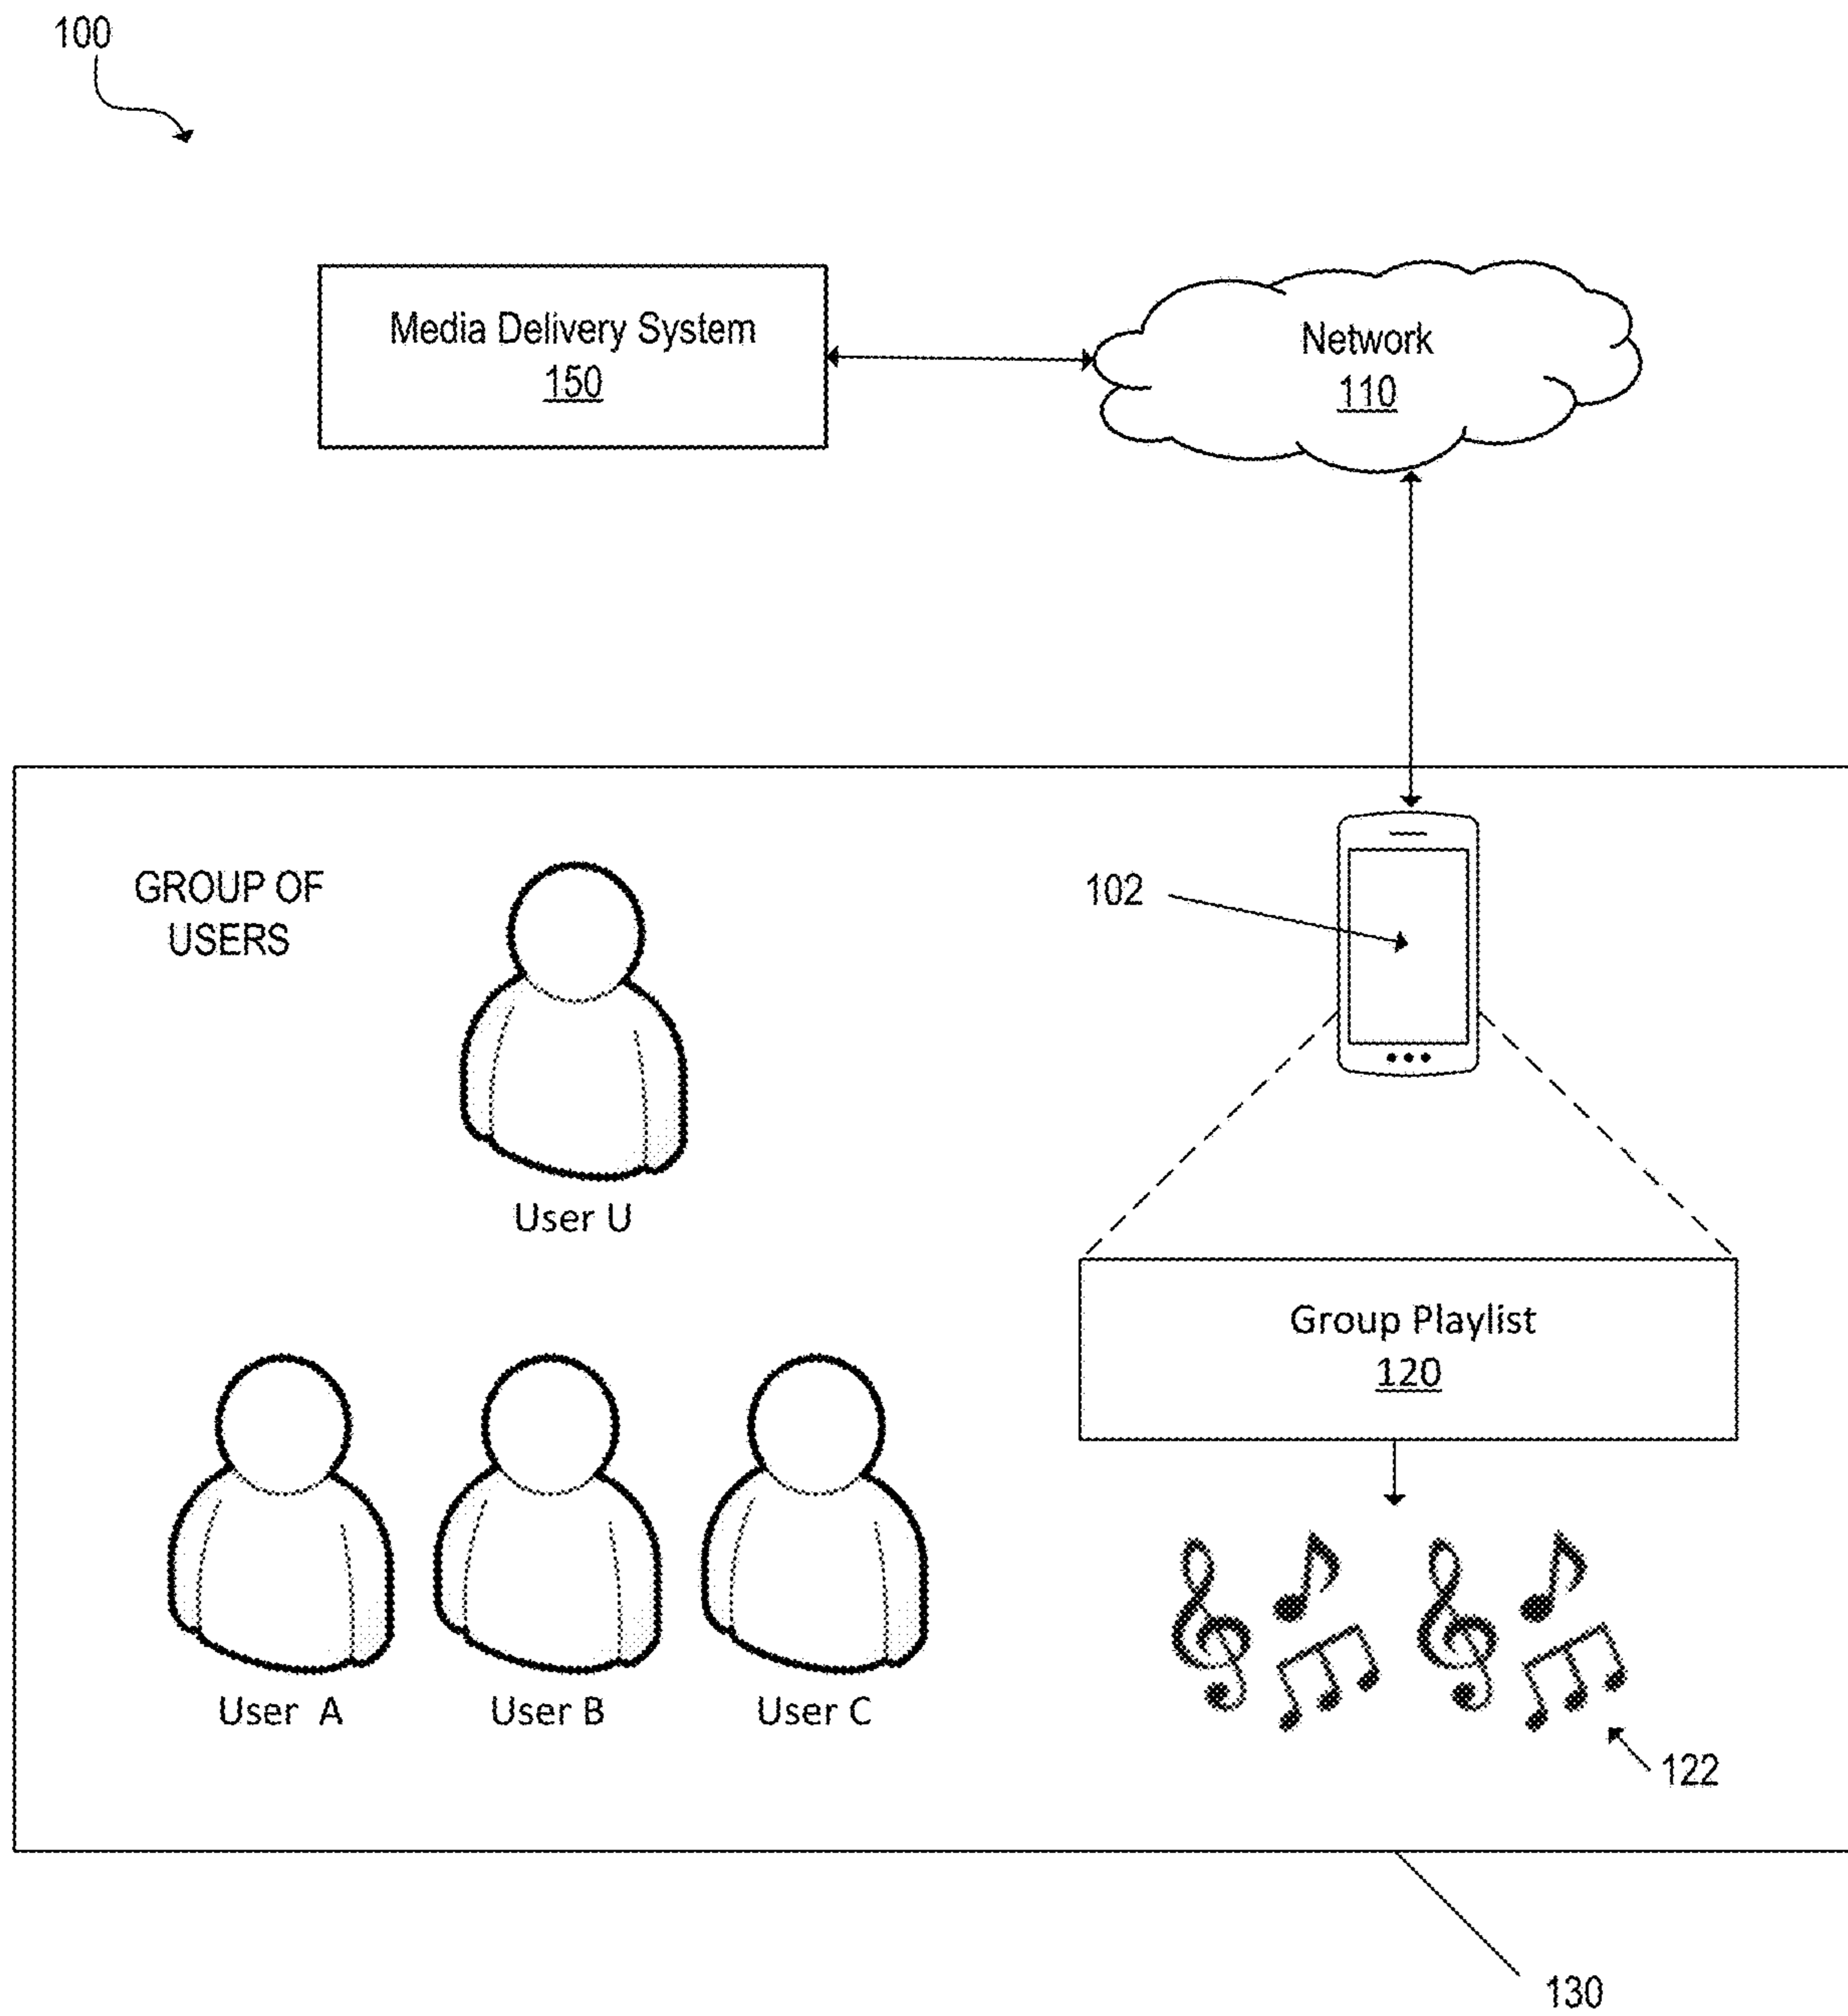 100
Media Delivery System
150
Network
110
GROUP OF
USERS
102
User U
Group Playlist
120
User A
User B
User C
122
130